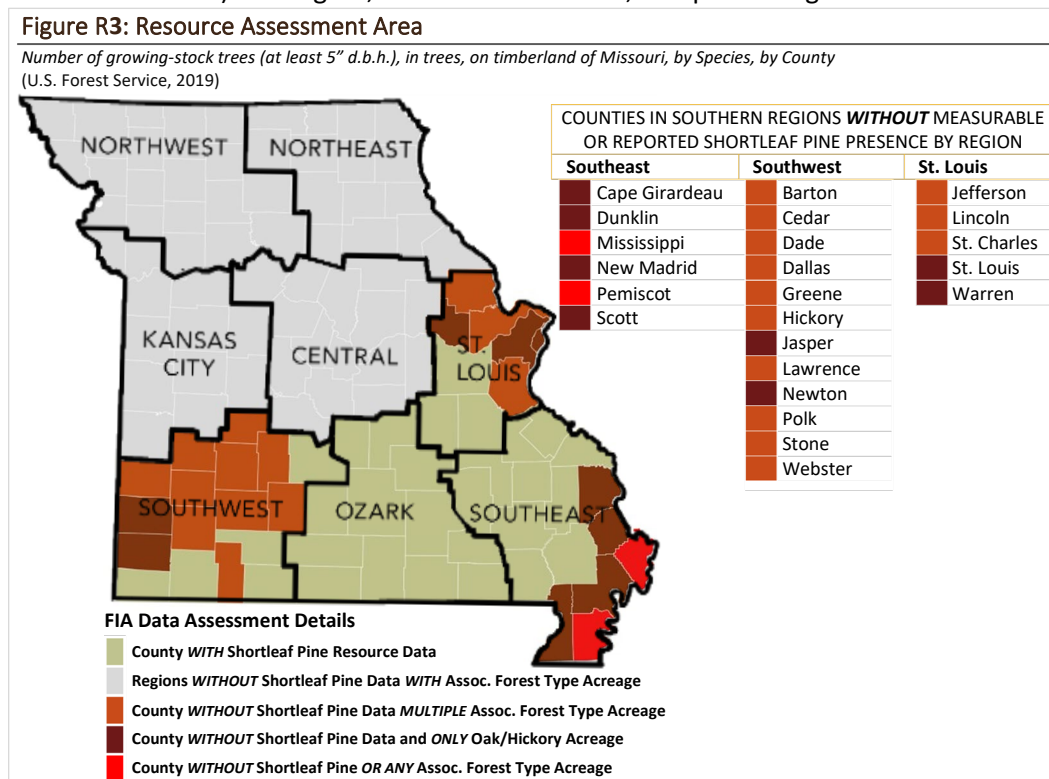 Figure R3: Resource Assessment Area
Number of growing-stock trees (at least 5” d.b.h.), in trees, on timberland of Missouri, by Species, by County
(U.S. Forest Service, 2019)
NORTHWEST
NORTHEAST
KANSAS
CITY
CENTRAL
ST.
LOUIS
SOUTHWEST
OZARK
SOUTHEAST
COUNTIES IN SOUTHERN REGIONS WITHOUT MEASURABLE
OR REPORTED SHORTLEAF PINE PRESENCE BY REGION
Southeast
Cape Girardeau
Dunklin
Mississippi
New Madrid
Pemiscot
Scott
Southwest
Barton
Cedar
Dade
Dallas
Greene
Hickory
Jasper
Lawrence
Newton
Polk
Stone
Webster
St. Louis
Jefferson
Lincoln
St. Charles
St. Louis
Warren
FIA Data Assessment Details
County WITH Shortleaf Pine Resource Data
Regions WITHOUT Shortleaf Pine Data WITH Assoc. Forest Type Acreage
County WITHOUT Shortleaf Pine Data MULTIPLE Assoc. Forest Type Acreage
County WITHOUT Shortleaf Pine Data and ONLY Oak/Hickory Acreage
County WITHOUT Shortleaf Pine OR ANY Assoc. Forest Type Acreage